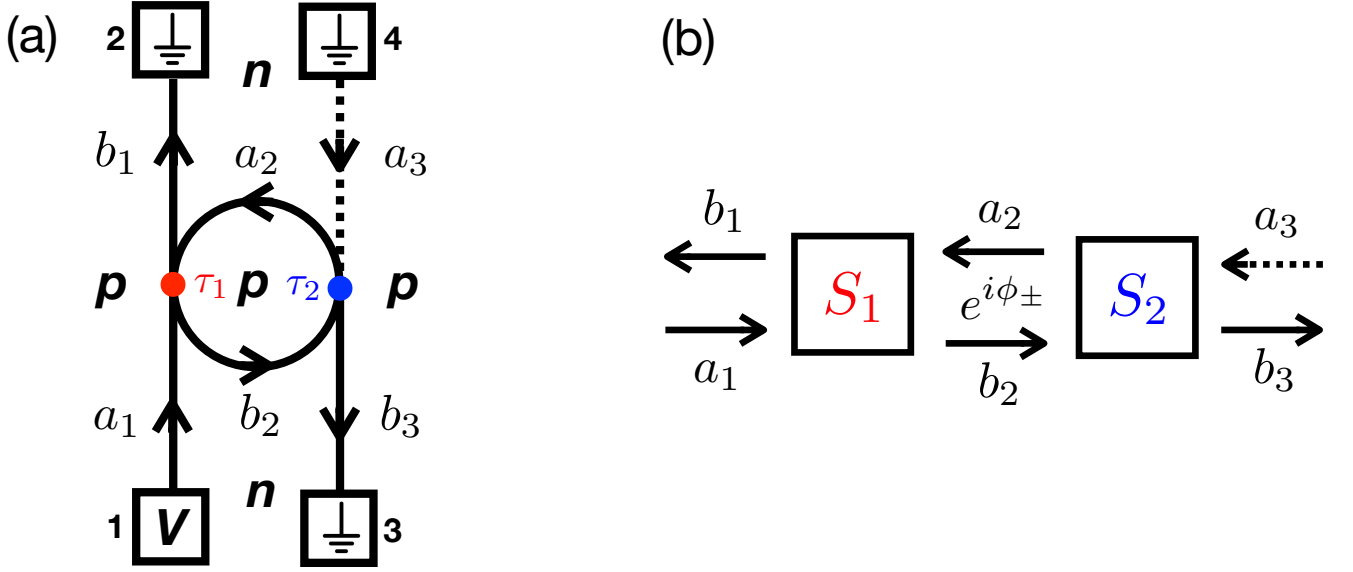 (a)
2
4
n
b₁
a₂
a₃
p
τ₁
p
τ₂
p
a₁
b₂
b₃
n
1
V
3
(b)
b₁
a₂
a₃
S₁
e^{iϕ±}
S₂
a₁
b₂
b₃